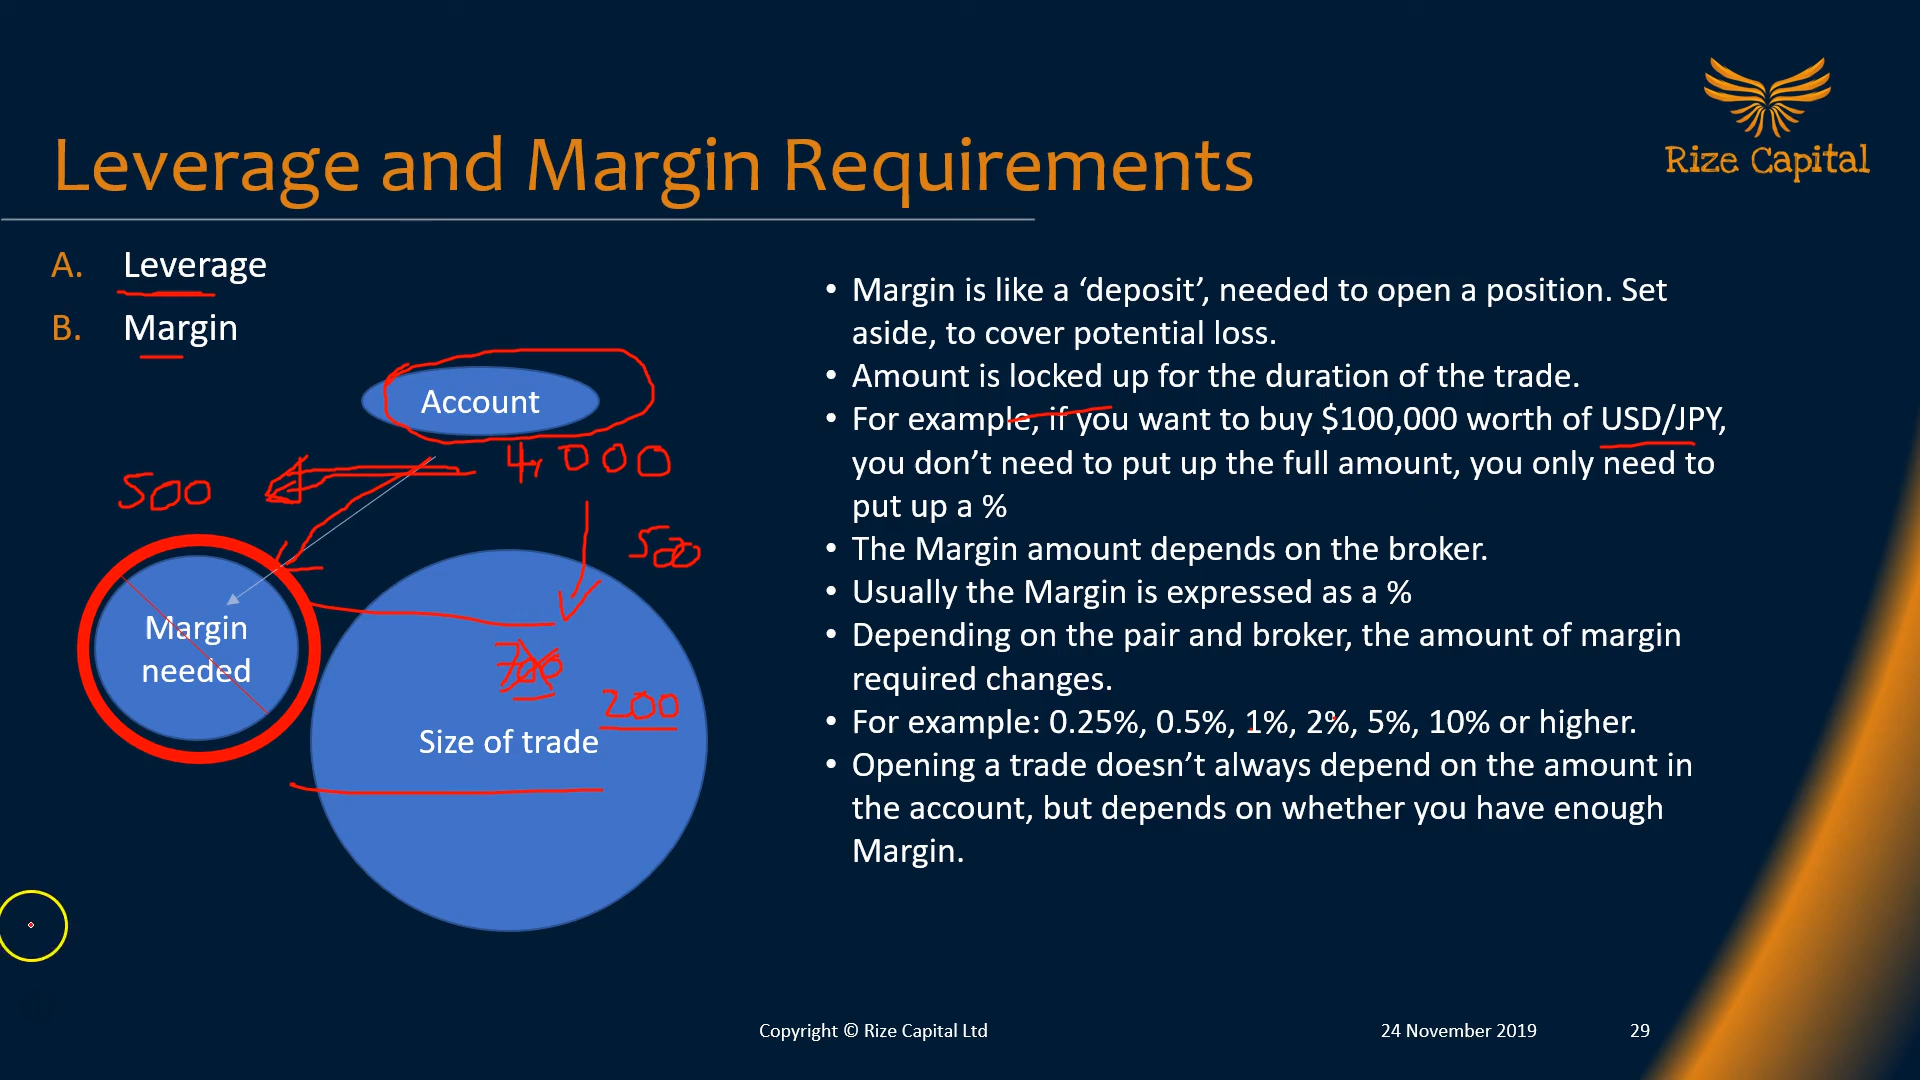 Rize Capital
Leverage and Margin Requirements
A. Leverage
B. Margin
Account
4,000
500
500
Margin
needed
700
200
Size of trade
• Margin is like a ‘deposit’, needed to open a position. Set
aside, to cover potential loss.
• Amount is locked up for the duration of the trade.
• For example, if you want to buy $100,000 worth of USD/JPY,
you don’t need to put up the full amount, you only need to
put up a %
• The Margin amount depends on the broker.
• Usually the Margin is expressed as a %
• Depending on the pair and broker, the amount of margin
required changes.
• For example: 0.25%, 0.5%, 1%, 2%, 5%, 10% or higher.
• Opening a trade doesn’t always depend on the amount in
the account, but depends on whether you have enough
Margin.
Copyright © Rize Capital Ltd
24 November 2019
29